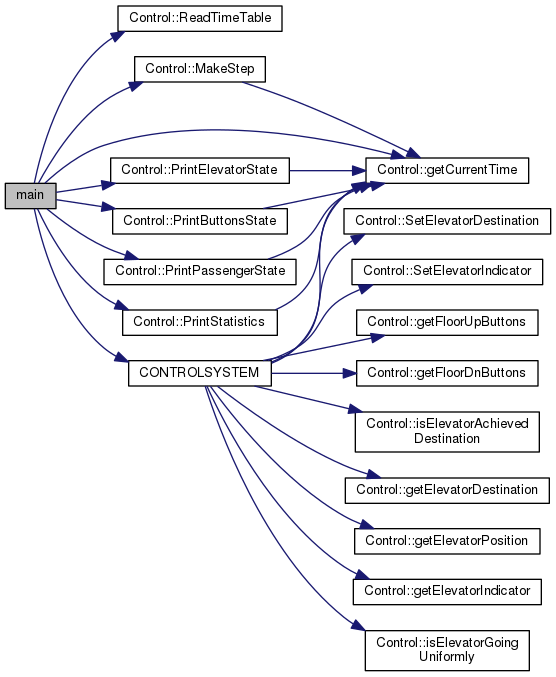 main
Control::ReadTimeTable
Control::MakeStep
Control::PrintElevatorState
Control::PrintButtonsState
Control::PrintPassengerState
Control::PrintStatistics
CONTROLSYSTEM
Control::getCurrentTime
Control::SetElevatorDestination
Control::SetElevatorIndicator
Control::getFloorUpButtons
Control::getFloorDnButtons
Control::isElevatorAchieved
Destination
Control::getElevatorDestination
Control::getElevatorPosition
Control::getElevatorIndicator
Control::isElevatorGoing
Uniformly